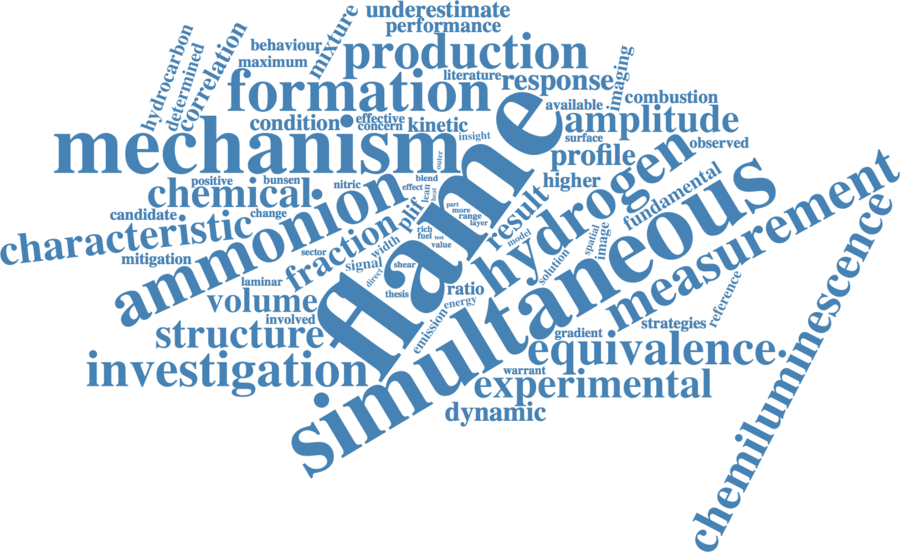 underestimate
performance
mixture
hydrocarbon
determined
correlation
behaviour
maximum
production
literature
response
imaging
formation
available
combustion
condition
effective
concern
kinetic
insight
amplitude
surface
observed
mechanism
outer
profile
higher
flame
positive
bunsen
nitric
blend
effect
lean
heat
chemical
candidate
change
ammonion
plif
part
more
range
layer
result
hydrogen
fundamental
simultaneous
measurement
characteristic
mitigation
sector
fraction
width
rich
fuel
test
value
model
spatial
image
signal
direct
shear
solution
laminar
thesis
ratio
energy
emission
reference
volume
involved
strategies
structure
gradient
equivalence
investigation
warrant
experimental
dynamic
chemiluminescence